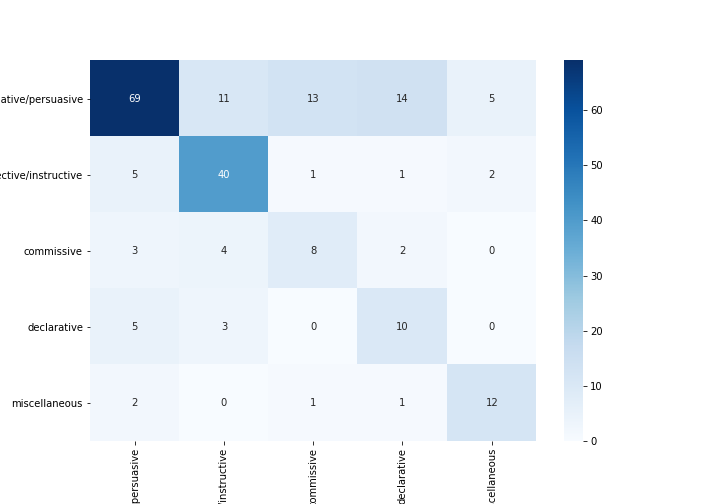 69 11 13 14 5
ative/persuasive
5 40 1 1 2
ective/instructive
3 4 8 2 0
commissive
5 3 0 10 0
declarative
2 0 1 1 12
miscellaneous
persuasive
instructive
ommissive
declarative
cellaneous
60
50
40
30
20
10
0